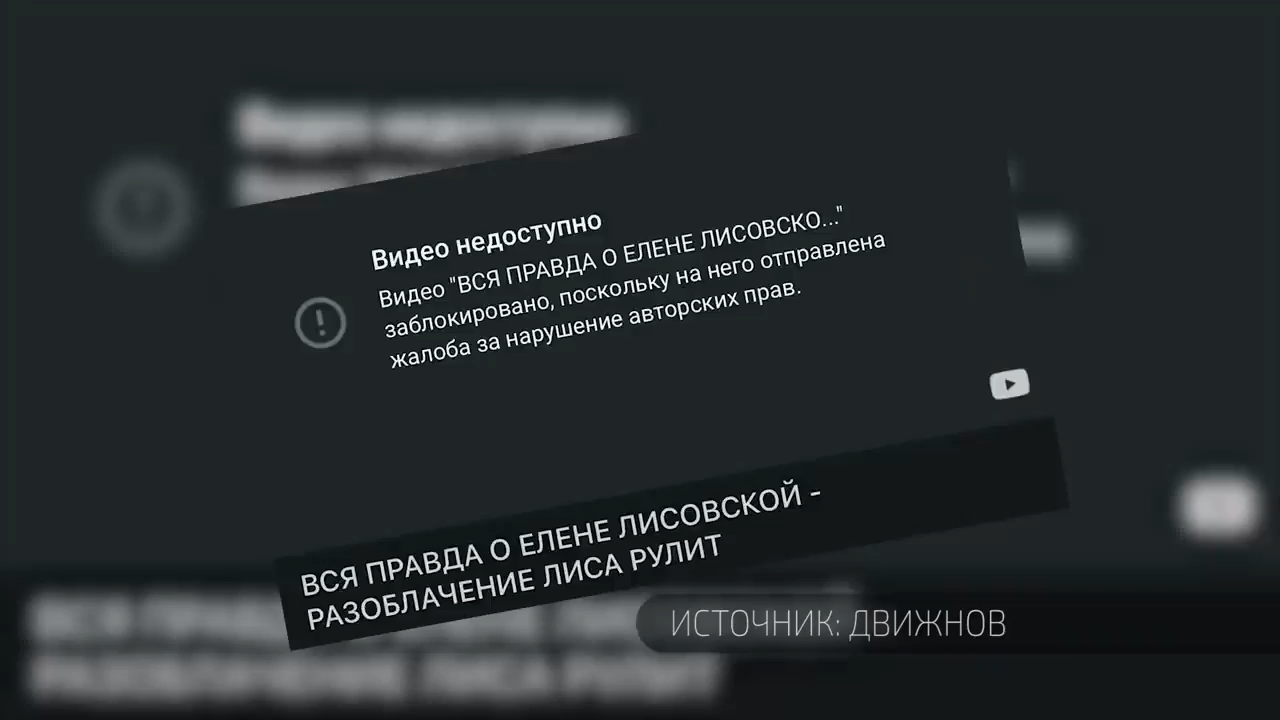 Видео недоступно
Видео "ВСЯ ПРАВДА О ЕЛЕНЕ ЛИСОВСКО..."
заблокировано, поскольку на него отправлена
жалоба за нарушение авторских прав.
ВСЯ ПРАВДА О ЕЛЕНЕ ЛИСОВСКОЙ -
РАЗОБЛАЧЕНИЕ ЛИСА РУЛИТ
ИСТОЧНИК: ДВИЖНОВ